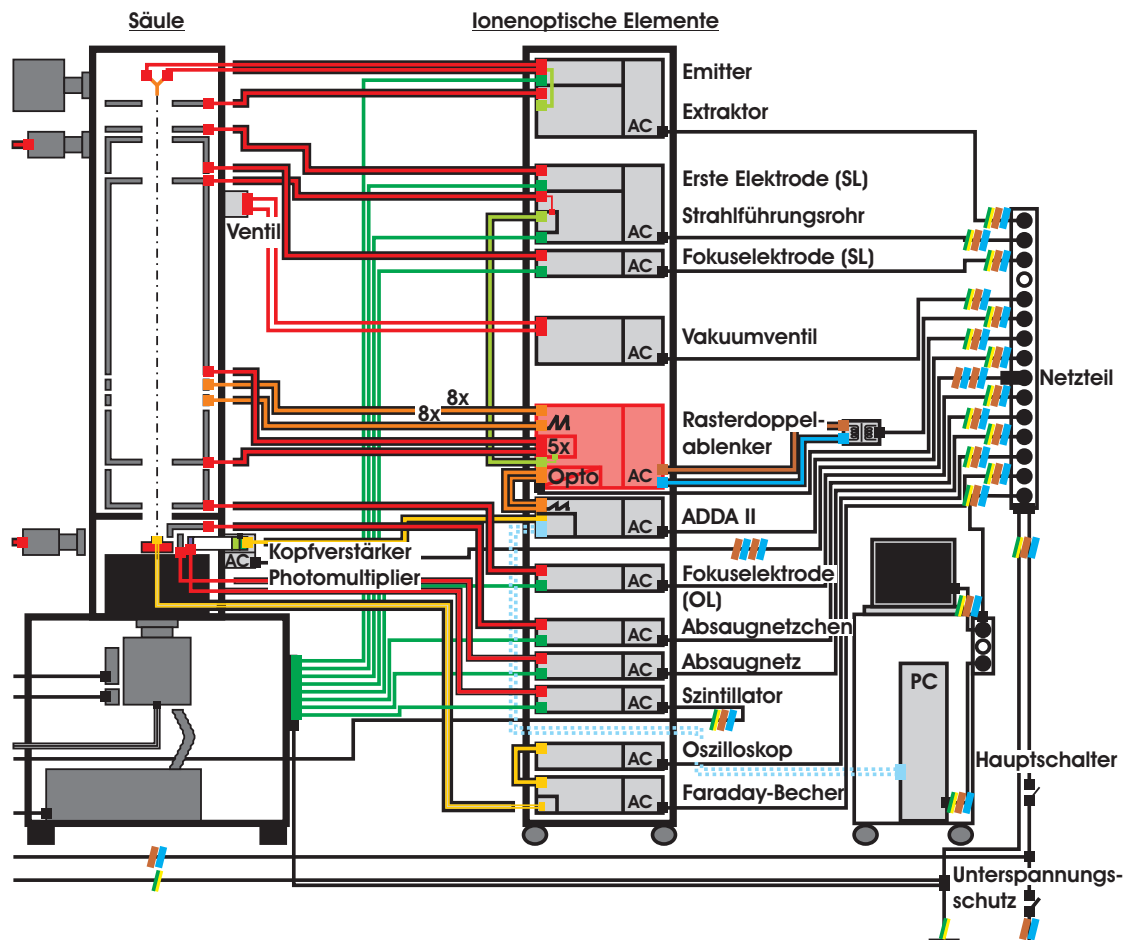 Säule
Ionenoptische Elemente
Emitter
Extraktor
AC
Erste Elektrode (SL)
Strahlführungsrohr
AC
Ventil
Fokuselektrode (SL)
AC
Vakuumventil
AC
Netzteil
8x
8x
Rasterdoppel-
ablenker
5x
Opto
AC
ADDA II
AC
Kopfverstärker
AC
Photomultiplier
Fokuselektrode
(OL)
AC
Absaugnetzchen
AC
Absaugnetz
AC
PC
Szintillator
AC
Oszilloskop
AC
Hauptschalter
Faraday-Becher
AC
Unterspannungs-
schutz